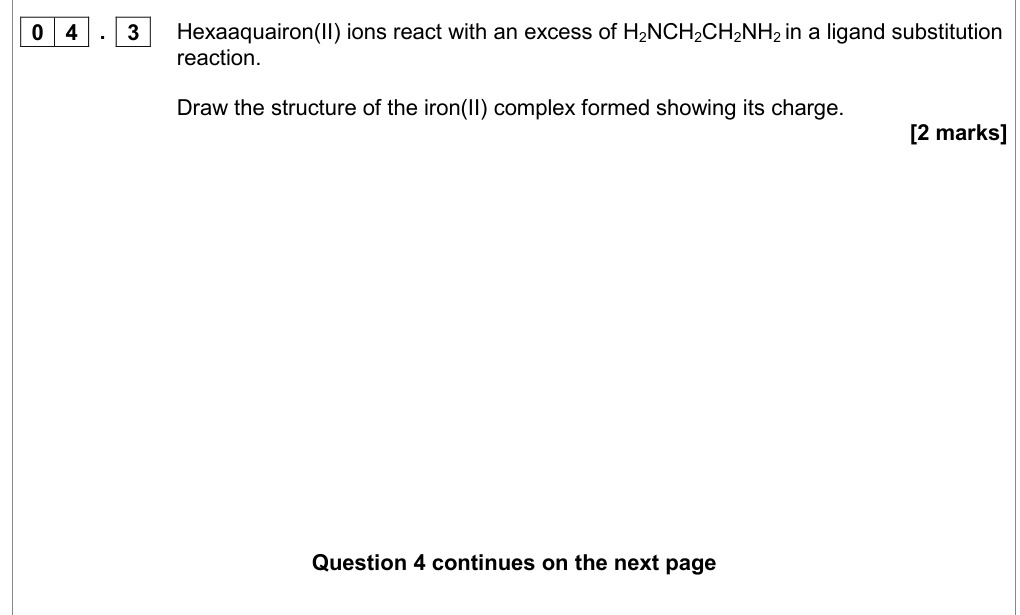 0 4 . 3 Hexaaquairon(II) ions react with an excess of H₂NCH₂CH₂NH₂ in a ligand substitution
reaction.
Draw the structure of the iron(II) complex formed showing its charge.
[2 marks]
Question 4 continues on the next page